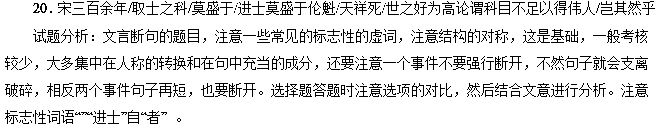 20．宋三百余年/取士之科/莫盛于/进士莫盛于伦魁/天祥死/世之好为高论谓科目不足以得伟人/岂其然乎
试题分析：文言断句的题目，注意一些常见的标志性的虚词，注意结构的对称，这是基础，一般考核
较少，大多集中在人称的转换和在句中充当的成分，还要注意一个事件不要强行断开，不然句子就会支离
破碎，相反两个事件句子再短，也要断开。选择题答题时注意选项的对比，然后结合文意进行分析。注意
标志性词语“”“进士”自“者” 。